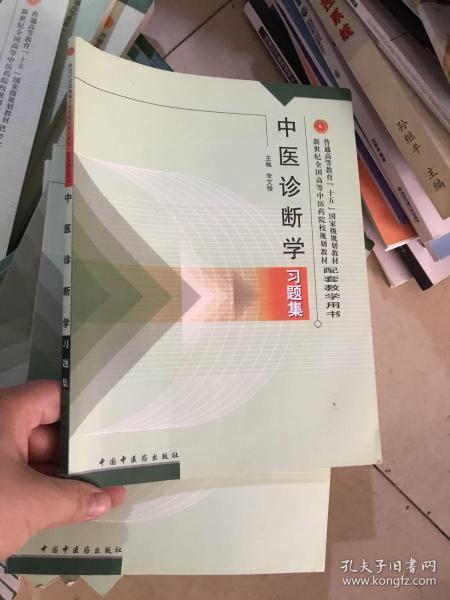 普通高等教育“十五”国家级规划教材
新世纪全国高等中医药院校规划教材
配套教学用书
中医诊断学
习题集
主编 朱文锋
中国中医药出版社
中医诊断学习题集
中国中医药出版社
孙继平 主编
孔夫子旧书网
www.kongfz.com